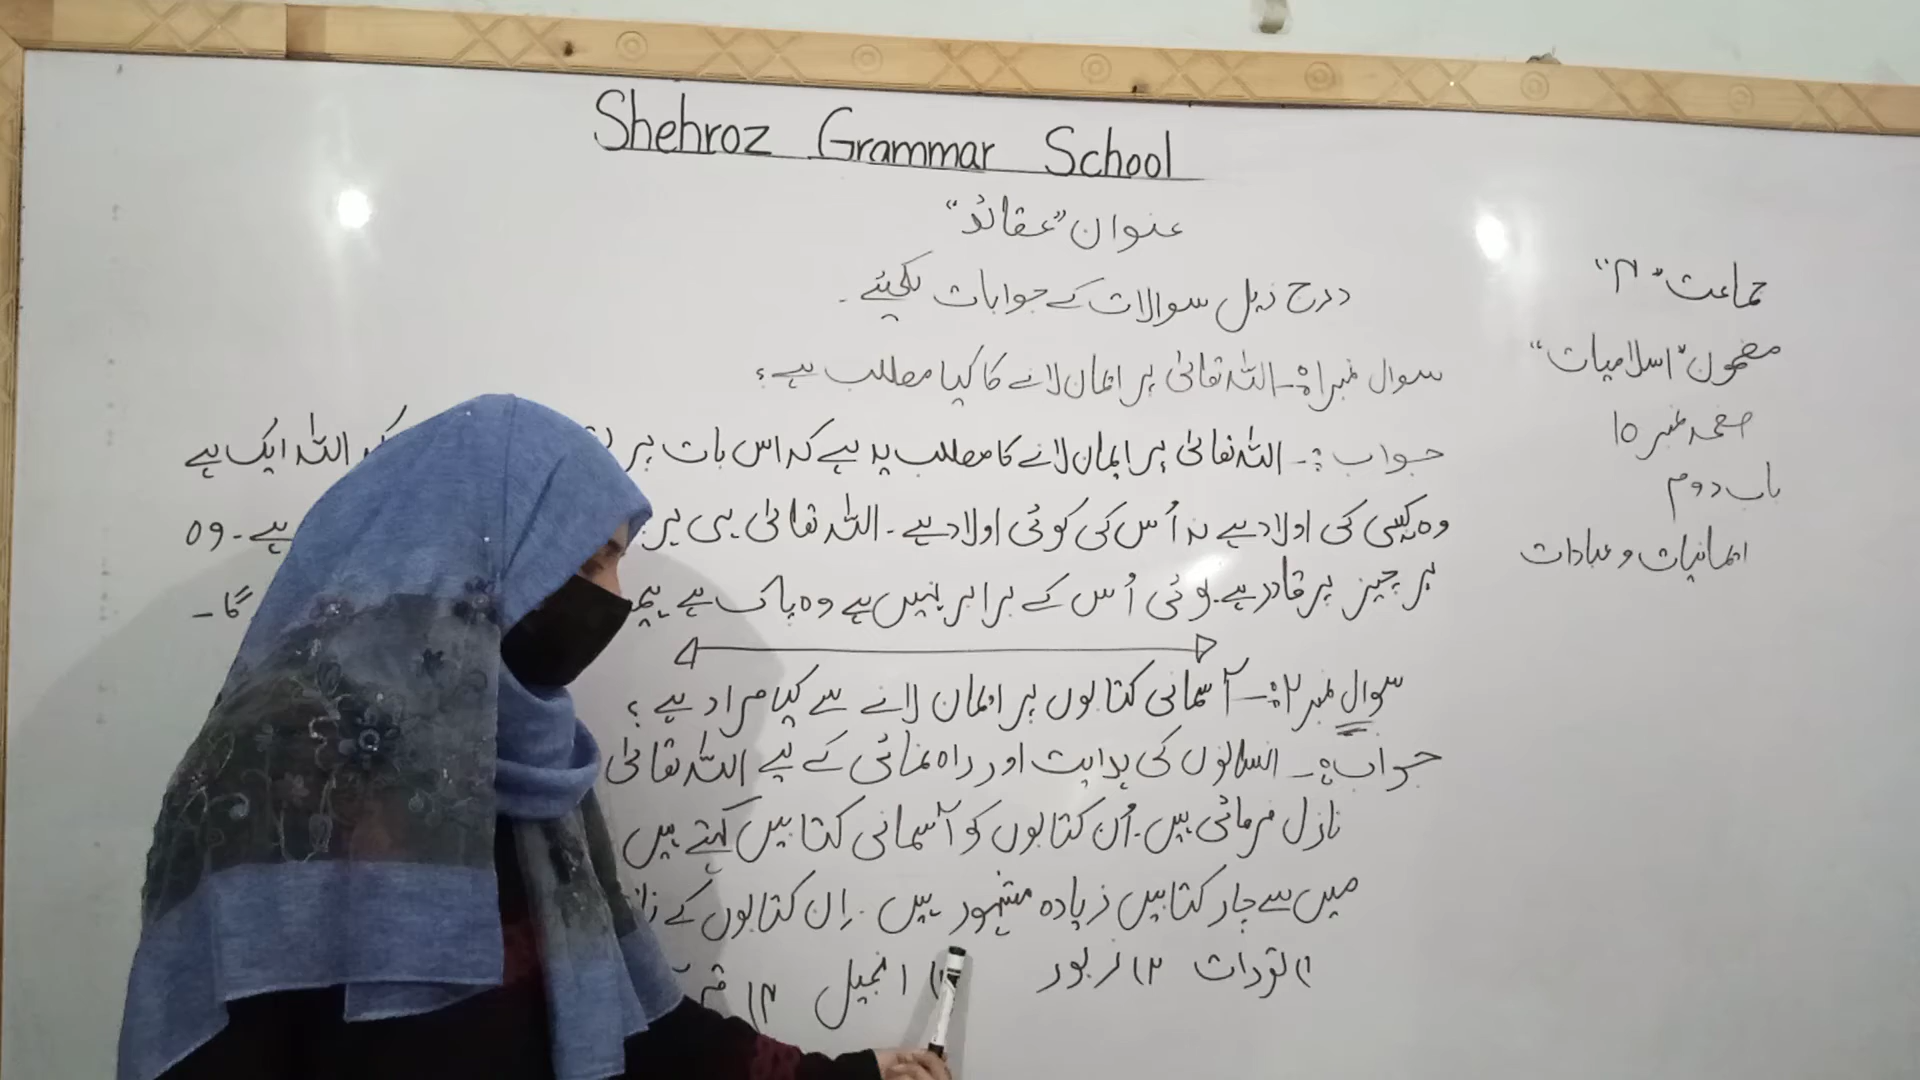 Shehroz Grammar School
عنوان "عقائد"
درج ذیل سوالات کے جوابات لکھیئے۔
جماعت "۴"
مضمون "اسلامیات"
صفحہ نمبر ۱۵
باب دوم
ایمانیات و عبادات
سوال نمبر ۱:۔ اللہ تعالیٰ پر ایمان لانے کا کیا مطلب ہے؟
جواب:۔ اللہ تعالیٰ پر ایمان لانے کا مطلب یہ ہے کہ اس بات پر کہ اللہ ایک ہے
وہ کسی کی اولاد ہے نہ اُس کی کوئی اولاد ہے۔ اللہ تعالیٰ ہی ہر ہے۔ وہ
ہر چیز پر قادر ہے۔ کوئی اُس کے برابر نہیں ہے وہ پاک ہے گا۔
سوال نمبر ۲:۔ آسمانی کتابوں پر ایمان لانے سے کیا مراد ہے؟
جواب:۔ انسانوں کی ہدایت اور راہ نمائی کے لیے اللہ تعالیٰ
نازل فرمائی ہیں۔ اُن کتابوں کو آسمانی کتابیں کہتے ہیں
میں سے چار کتابیں زیادہ مشہور ہیں۔ اِن کتابوں کے
۱) تورات ۲) زبور انجیل ۴)